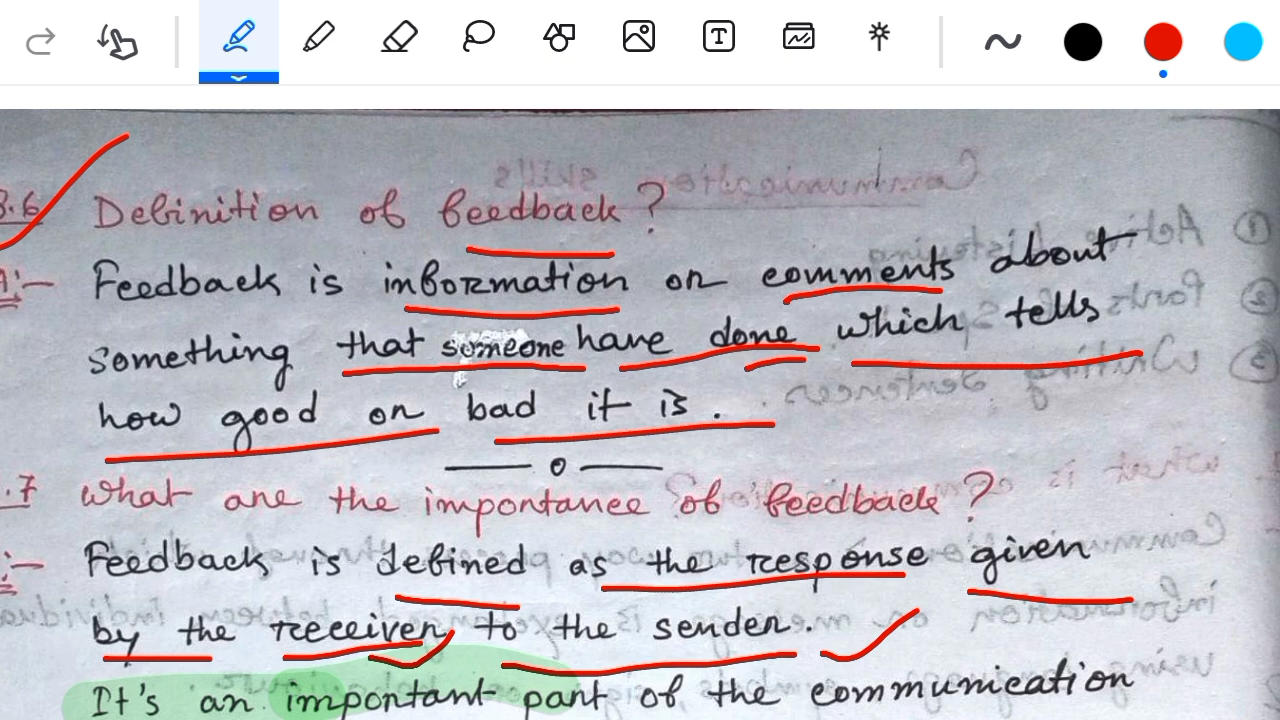 3.6 Definition of feedback ?
A:- Feedback is information or comments about
something that someone have done which tells
how good or bad it is .
.7 What are the importance of feedback ?
:- Feedback is defined as the response given
by the receiver to the sender .
It's an important part of the communication